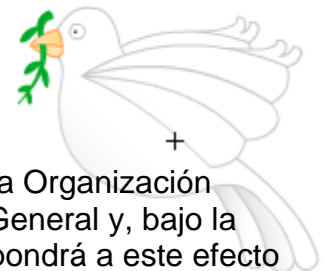 a Organización
General y, bajo la
pondrá a este efecto